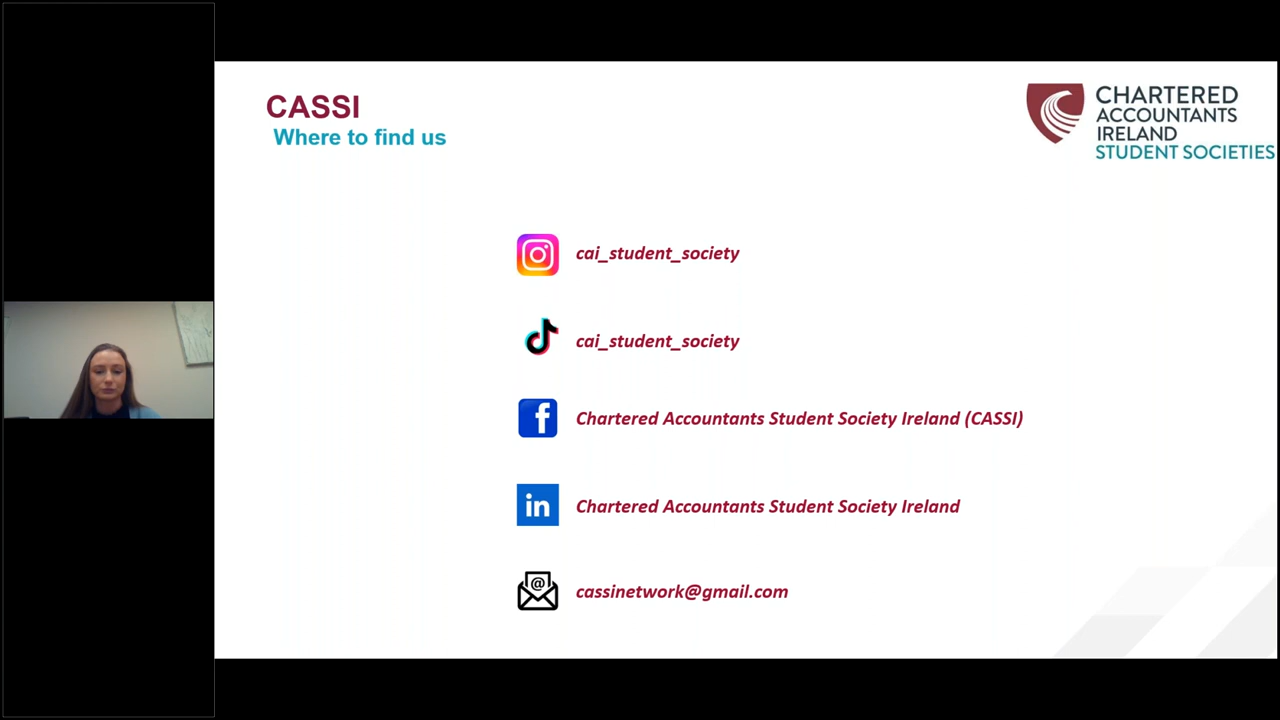 CASSI
Where to find us
CHARTERED
ACCOUNTANTS
IRELAND
STUDENT SOCIETIES
cai_student_society
cai_student_society
Chartered Accountants Student Society Ireland (CASSI)
in
Chartered Accountants Student Society Ireland
cassinetwork@gmail.com